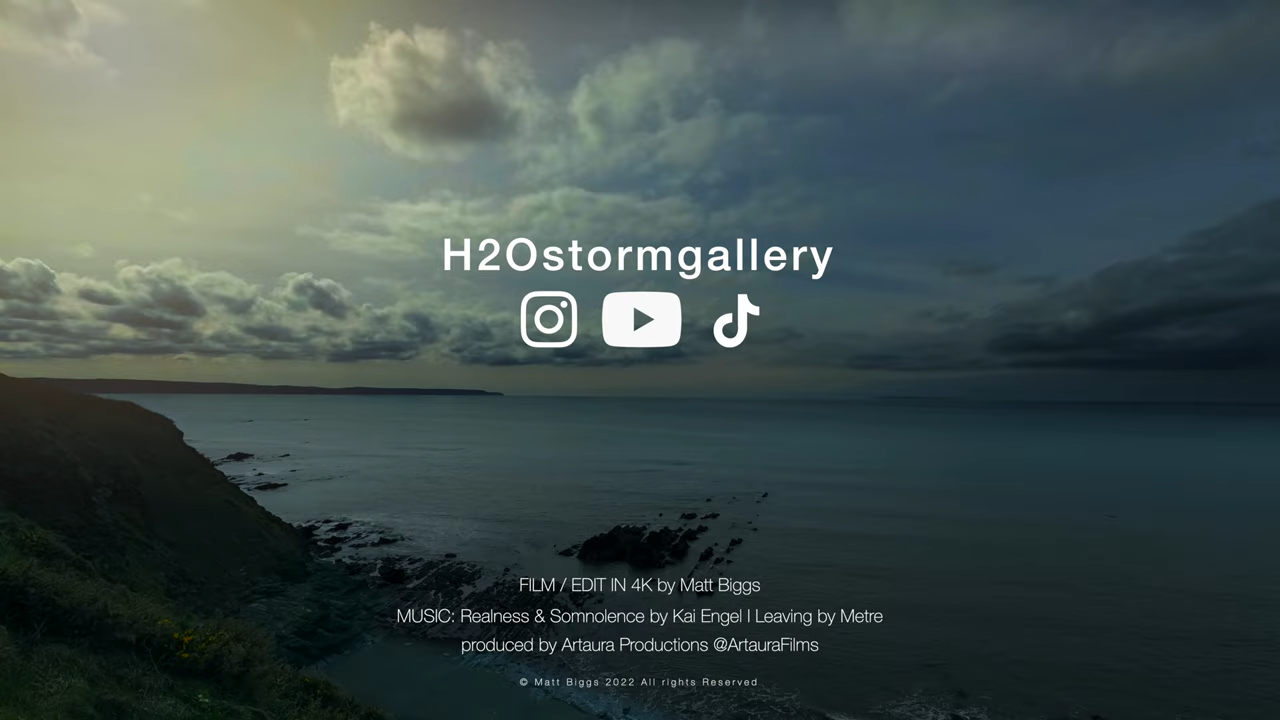 H2Ostormgallery
FILM / EDIT IN 4K by Matt Biggs
MUSIC: Realness & Somnolence by Kai Engel I Leaving by Metre
produced by Artaura Productions @ArtauraFilms
© Matt Biggs 2022 All rights Reserved